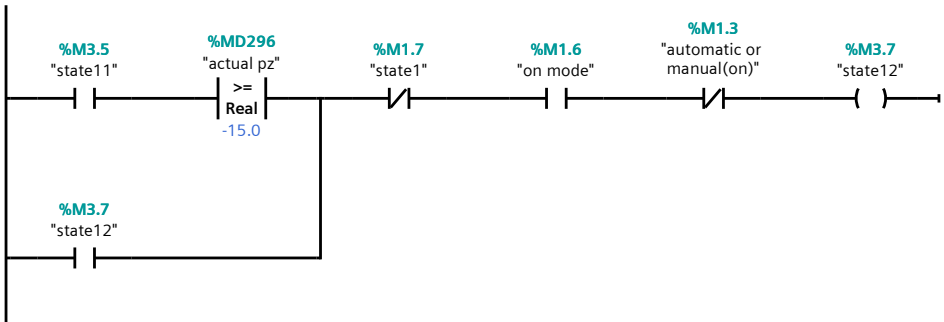 %M3.5
"state11"
%MD296
"actual pz"
>=
Real
-15.0
%M1.7
"state1"
%M1.6
"on mode"
%M1.3
"automatic or
manual(on)"
%M3.7
"state12"
%M3.7
"state12"